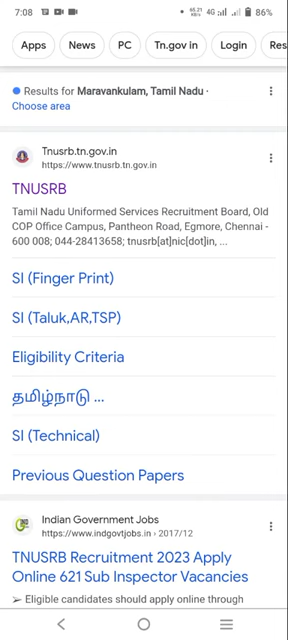 7:08
65.21
KB/s
4G
86%
Apps
News
PC
Tn.gov in
Login
Res
Results for Maravankulam, Tamil Nadu ·
Choose area
Tnusrb.tn.gov.in
https://www.tnusrb.tn.gov.in
TNUSRB
Tamil Nadu Uniformed Services Recruitment Board, Old
COP Office Campus, Pantheon Road, Egmore, Chennai -
600 008; 044-28413658; tnusrb[at]nic[dot]in, ...
SI (Finger Print)
SI (Taluk,AR,TSP)
Eligibility Criteria
தமிழ்நாடு ...
SI (Technical)
Previous Question Papers
Indian Government Jobs
https://www.indgovtjobs.in › 2017/12
TNUSRB Recruitment 2023 Apply
Online 621 Sub Inspector Vacancies
➢ Eligible candidates should apply online through